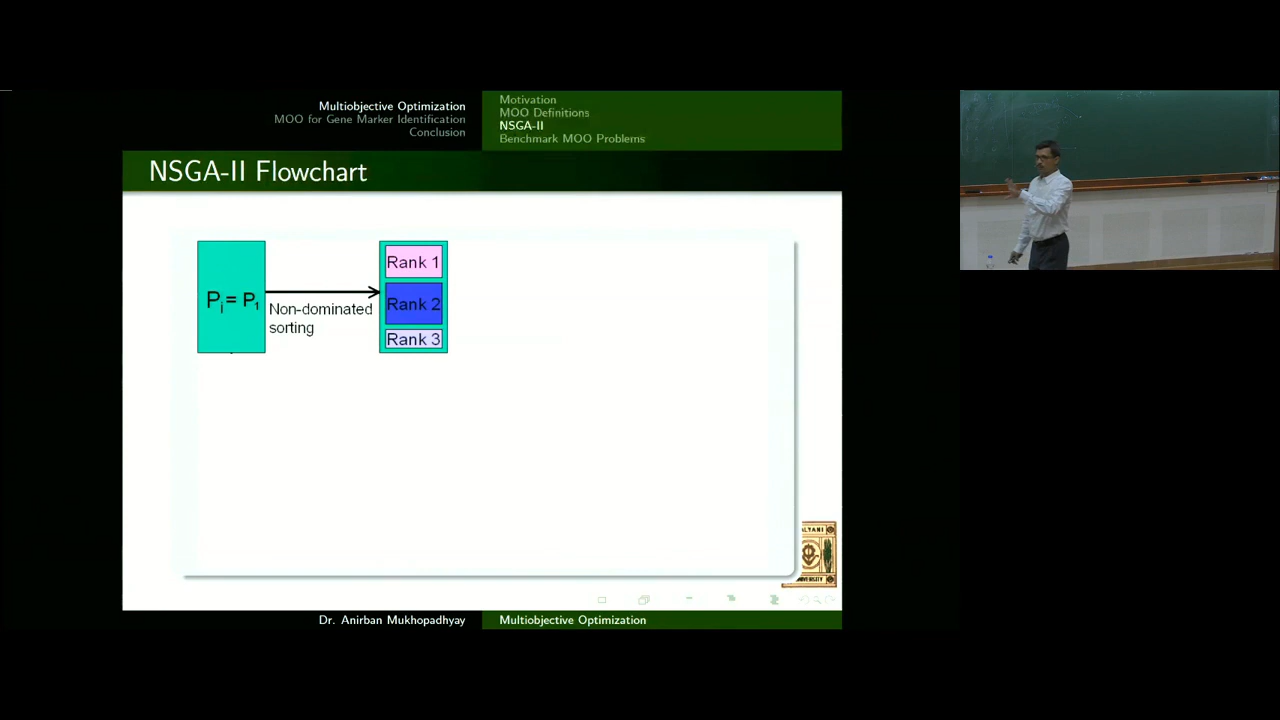 Multiobjective Optimization
MOO for Gene Marker Identification
Conclusion
Motivation
MOO Definitions
NSGA-II
Benchmark MOO Problems
NSGA-II Flowchart
Pi = P1
Non-dominated
sorting
Rank 1
Rank 2
Rank 3
Dr. Anirban Mukhopadhyay
Multiobjective Optimization